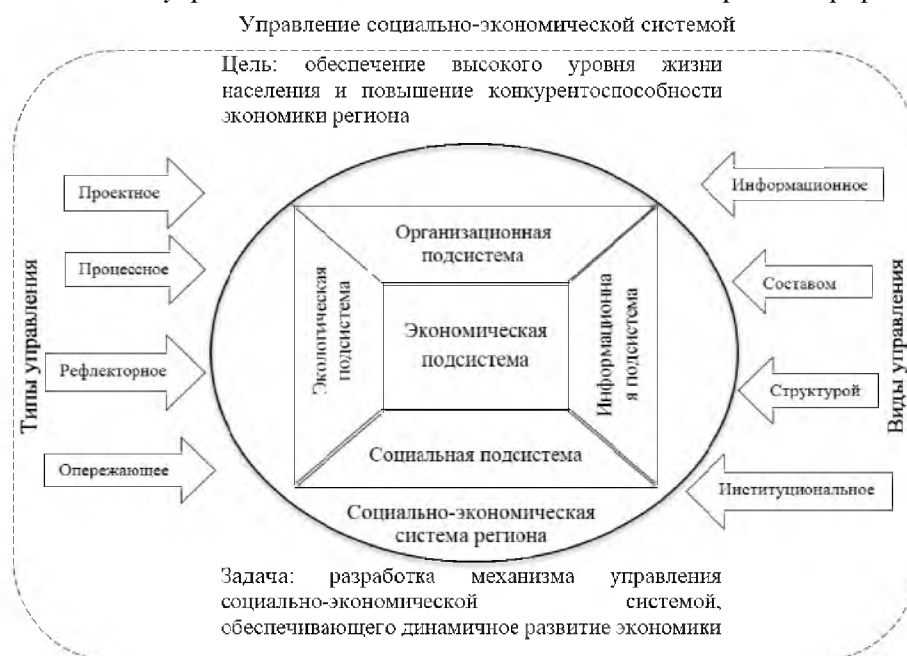 Управление социально-экономической системой
Цель: обеспечение высокого уровня жизни
населения и повышение конкурентоспособности
экономики региона
Типы управления
Проектное
Процессное
Рефлекторное
Опережающее
Организационная
подсистема
Экологическая
подсистема
Экономическая
подсистема
Информационна
я подсистема
Социальная подсистема
Социально-экономическая
система региона
Информационное
Составом
Структурой
Институциональное
Виды управления
Задача: разработка механизма управления
социально-экономической системой,
обеспечивающего динамичное развитие экономики